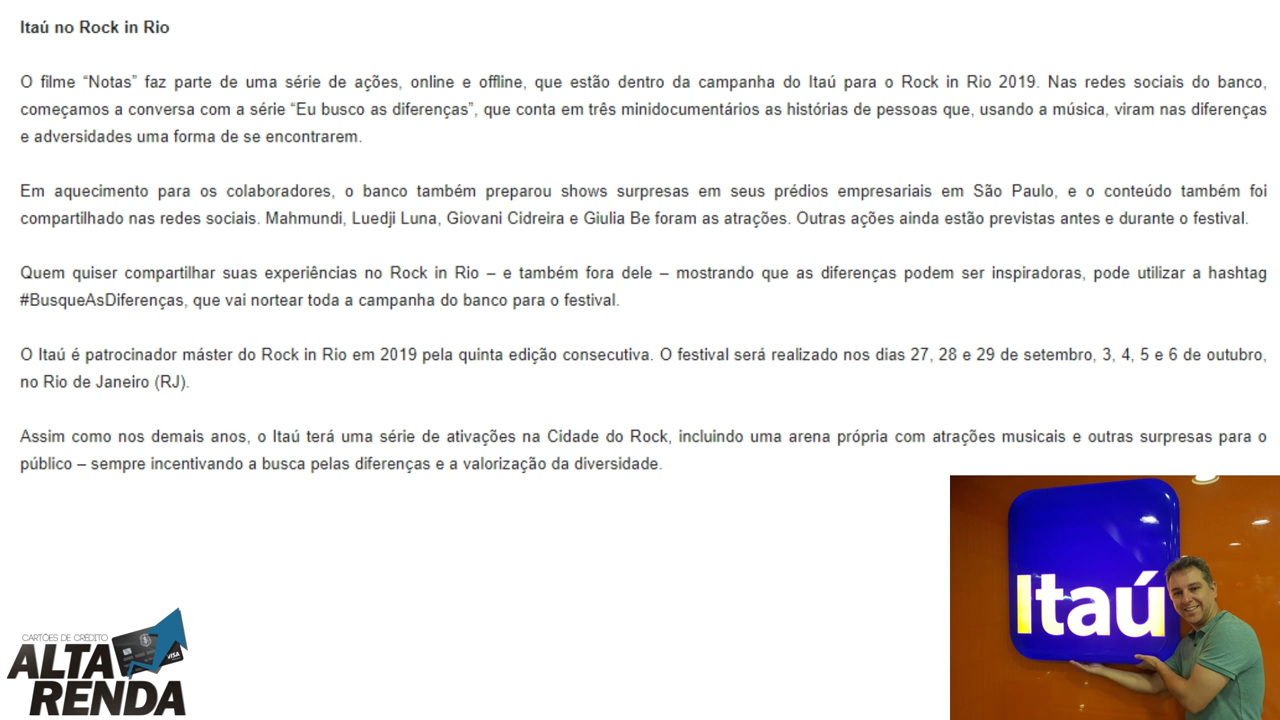 Itaú no Rock in Rio
O filme “Notas” faz parte de uma série de ações, online e offline, que estão dentro da campanha do Itaú para o Rock in Rio 2019. Nas redes sociais do banco,
começamos a conversa com a série “Eu busco as diferenças”, que conta em três minidocumentários as histórias de pessoas que, usando a música, viram nas diferenças
e adversidades uma forma de se encontrarem.
Em aquecimento para os colaboradores, o banco também preparou shows surpresas em seus prédios empresariais em São Paulo, e o conteúdo também foi
compartilhado nas redes sociais. Mahmundi, Luedji Luna, Giovani Cidreira e Giulia Be foram as atrações. Outras ações ainda estão previstas antes e durante o festival.
Quem quiser compartilhar suas experiências no Rock in Rio – e também fora dele – mostrando que as diferenças podem ser inspiradoras, pode utilizar a hashtag
#BusqueAsDiferenças, que vai nortear toda a campanha do banco para o festival.
O Itaú é patrocinador máster do Rock in Rio em 2019 pela quinta edição consecutiva. O festival será realizado nos dias 27, 28 e 29 de setembro, 3, 4, 5 e 6 de outubro,
no Rio de Janeiro (RJ).
Assim como nos demais anos, o Itaú terá uma série de ativações na Cidade do Rock, incluindo uma arena própria com atrações musicais e outras surpresas para o
público – sempre incentivando a busca pelas diferenças e a valorização da diversidade.
Itaú
CARTÕES DE CRÉDITO
VISA
ALTA
RENDA